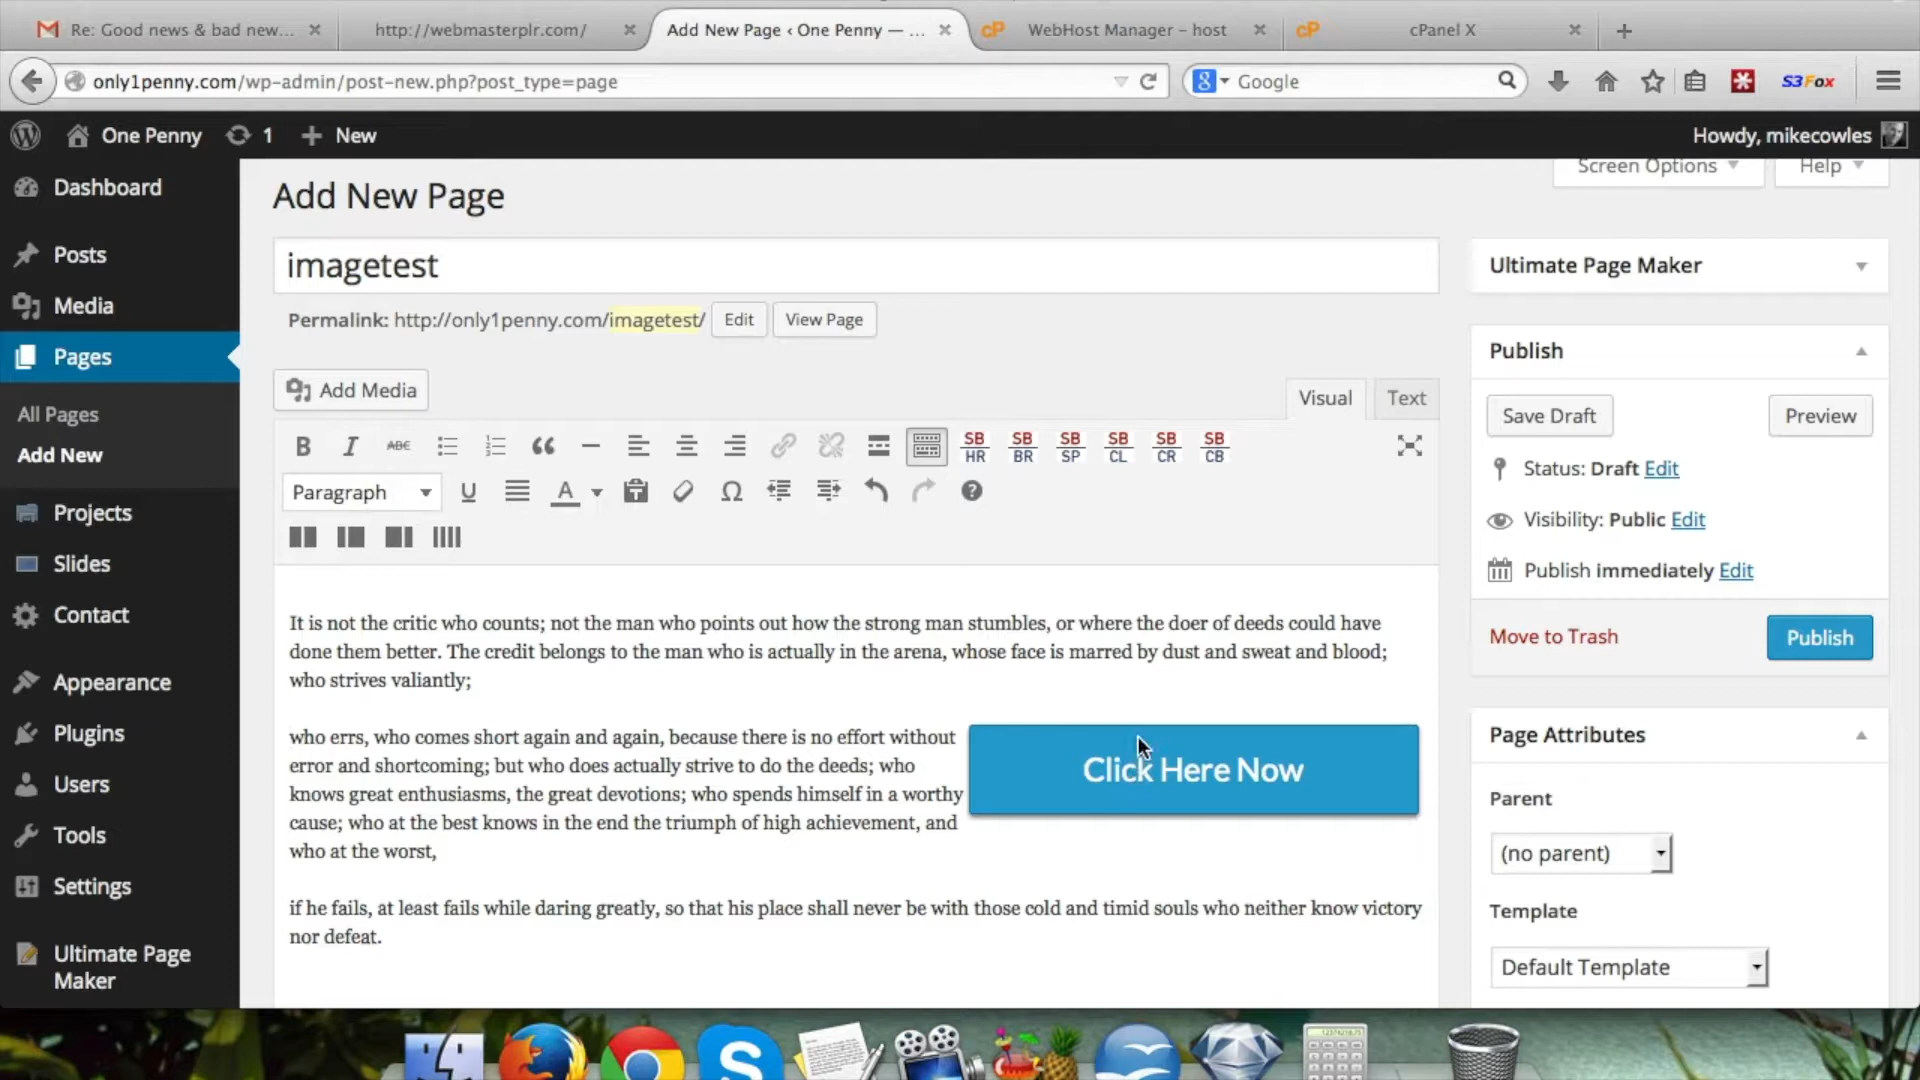 Re: Good news & bad new...
http://webmasterplr.com/
Add New Page ‹ One Penny — ...
cP
WebHost Manager - host
cP
cPanel X
only1penny.com/wp-admin/post-new.php?post_type=page
8
Google
S3Fox
One Penny
1
+ New
Howdy, mikecowles
Screen Options
Help
Dashboard
Posts
Media
Pages
All Pages
Add New
Projects
Slides
Contact
Appearance
Plugins
Users
Tools
Settings
Ultimate Page
Maker
Add New Page
imagetest
Permalink: http://only1penny.com/imagetest/
Edit
View Page
Add Media
Visual
Text
B I ABC
SB HR
SB BR
SB SP
SB CL
SB CR
SB CB
Paragraph
U
A
Ω
It is not the critic who counts; not the man who points out how the strong man stumbles, or where the doer of deeds could have
done them better. The credit belongs to the man who is actually in the arena, whose face is marred by dust and sweat and blood;
who strives valiantly;
who errs, who comes short again and again, because there is no effort without
error and shortcoming; but who does actually strive to do the deeds; who
knows great enthusiasms, the great devotions; who spends himself in a worthy
cause; who at the best knows in the end the triumph of high achievement, and
who at the worst,
Click Here Now
if he fails, at least fails while daring greatly, so that his place shall never be with those cold and timid souls who neither know victory
nor defeat.
Ultimate Page Maker
Publish
Save Draft
Preview
Status: Draft Edit
Visibility: Public Edit
Publish immediately Edit
Move to Trash
Publish
Page Attributes
Parent
(no parent)
Template
Default Template